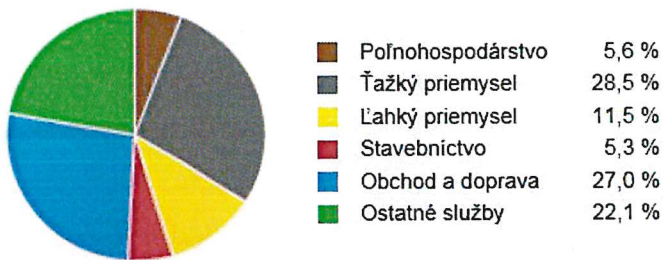 Poľnohospodárstvo 5,6 %
Ťažký priemysel 28,5 %
Ľahký priemysel 11,5 %
Stavebníctvo 5,3 %
Obchod a doprava 27,0 %
Ostatné služby 22,1 %